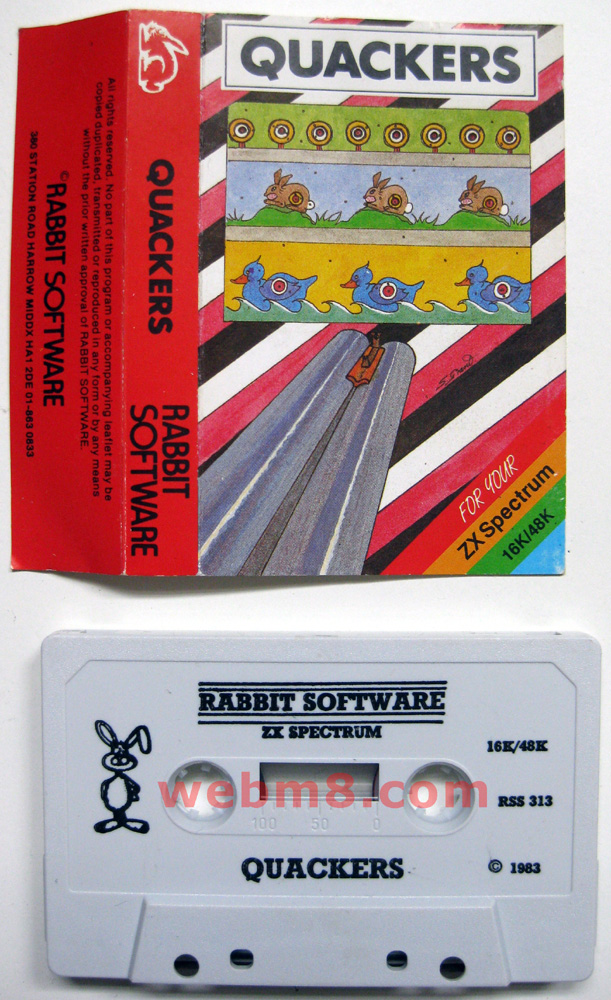 QUACKERS
FOR YOUR
ZX Spectrum
16K/48K
QUACKERS
RABBIT
SOFTWARE
All rights reserved. No part of this program or accompanying leaflet may be
copied duplicated, transmitted or reproduced in any form or by any means
without the prior written approval of RABBIT SOFTWARE.
© RABBIT SOFTWARE
380 STATION ROAD HARROW MIDDX HA1 2DE 01-863 0833
RABBIT SOFTWARE
ZX SPECTRUM
16K/48K
webm8.com
RSS 313
100 50 0
QUACKERS
© 1983